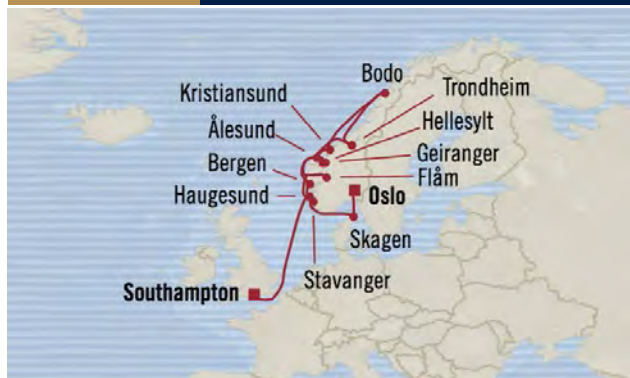 Bodo
Kristiansund
Trondheim
Ålesund
Hellesylt
Bergen
Geiranger
Flåm
Haugesund
Oslo
Skagen
Stavanger
Southampton